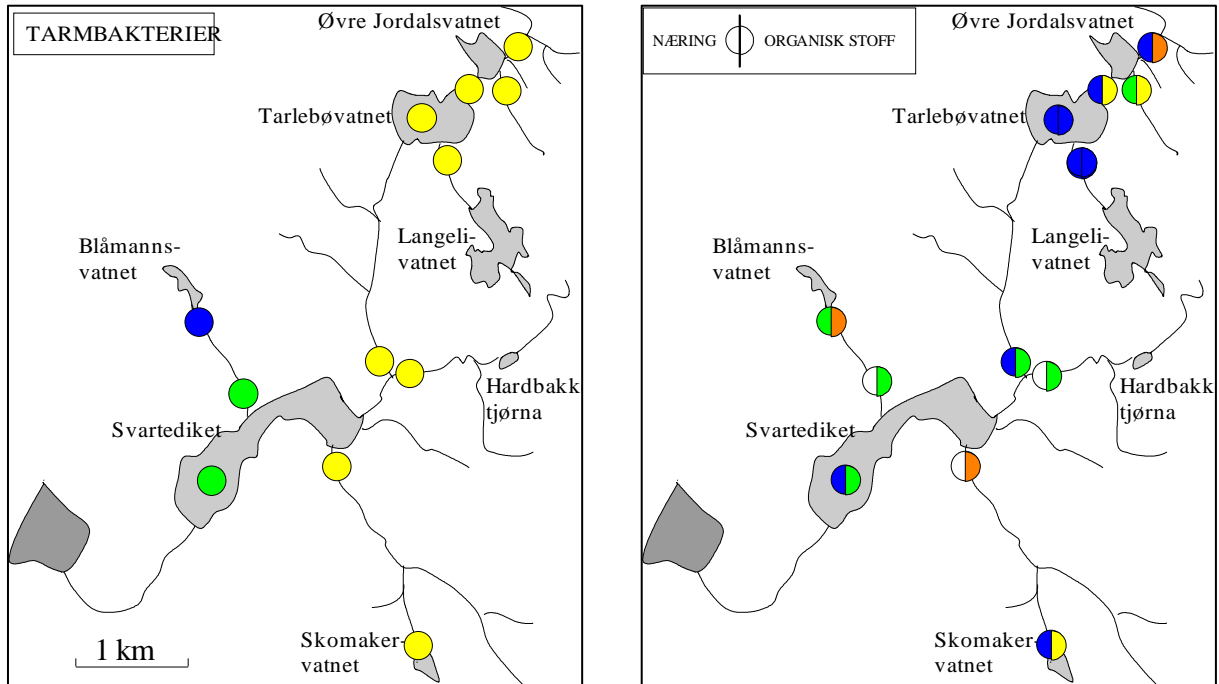 TARMBAKTERIER
Øvre Jordalsvatnet
Tarlebøvatnet
Langeli-
vatnet
Blåmanns-
vatnet
Hardbakk
tjørna
Svartediket
Skomaker-
vatnet
1 km
NÆRING ORGANISK STOFF
Øvre Jordalsvatnet
Tarlebøvatnet
Langeli-
vatnet
Blåmanns-
vatnet
Hardbakk
tjørna
Svartediket
Skomaker-
vatnet